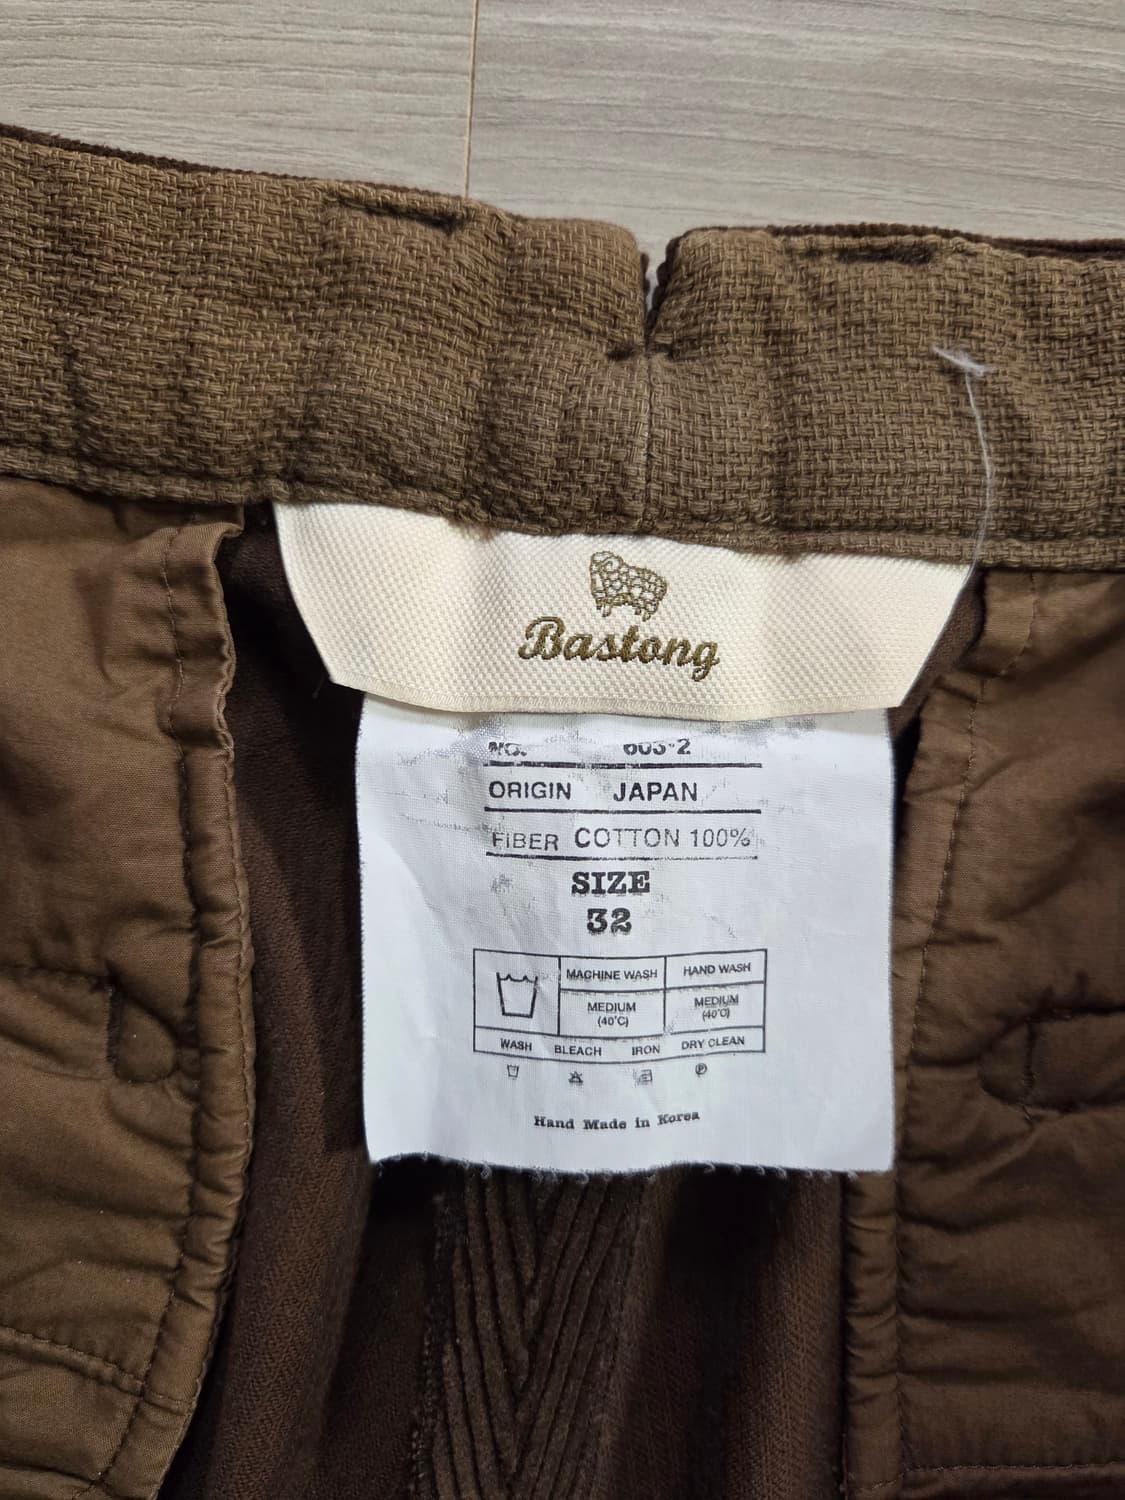 Bastong
NO. 603-2
ORIGIN JAPAN
FIBER COTTON 100%
SIZE
32
MACHINE WASH HAND WASH
MEDIUM MEDIUM
(40°C) (40°C)
WASH BLEACH IRON DRY CLEAN
P
Hand Made in Korea